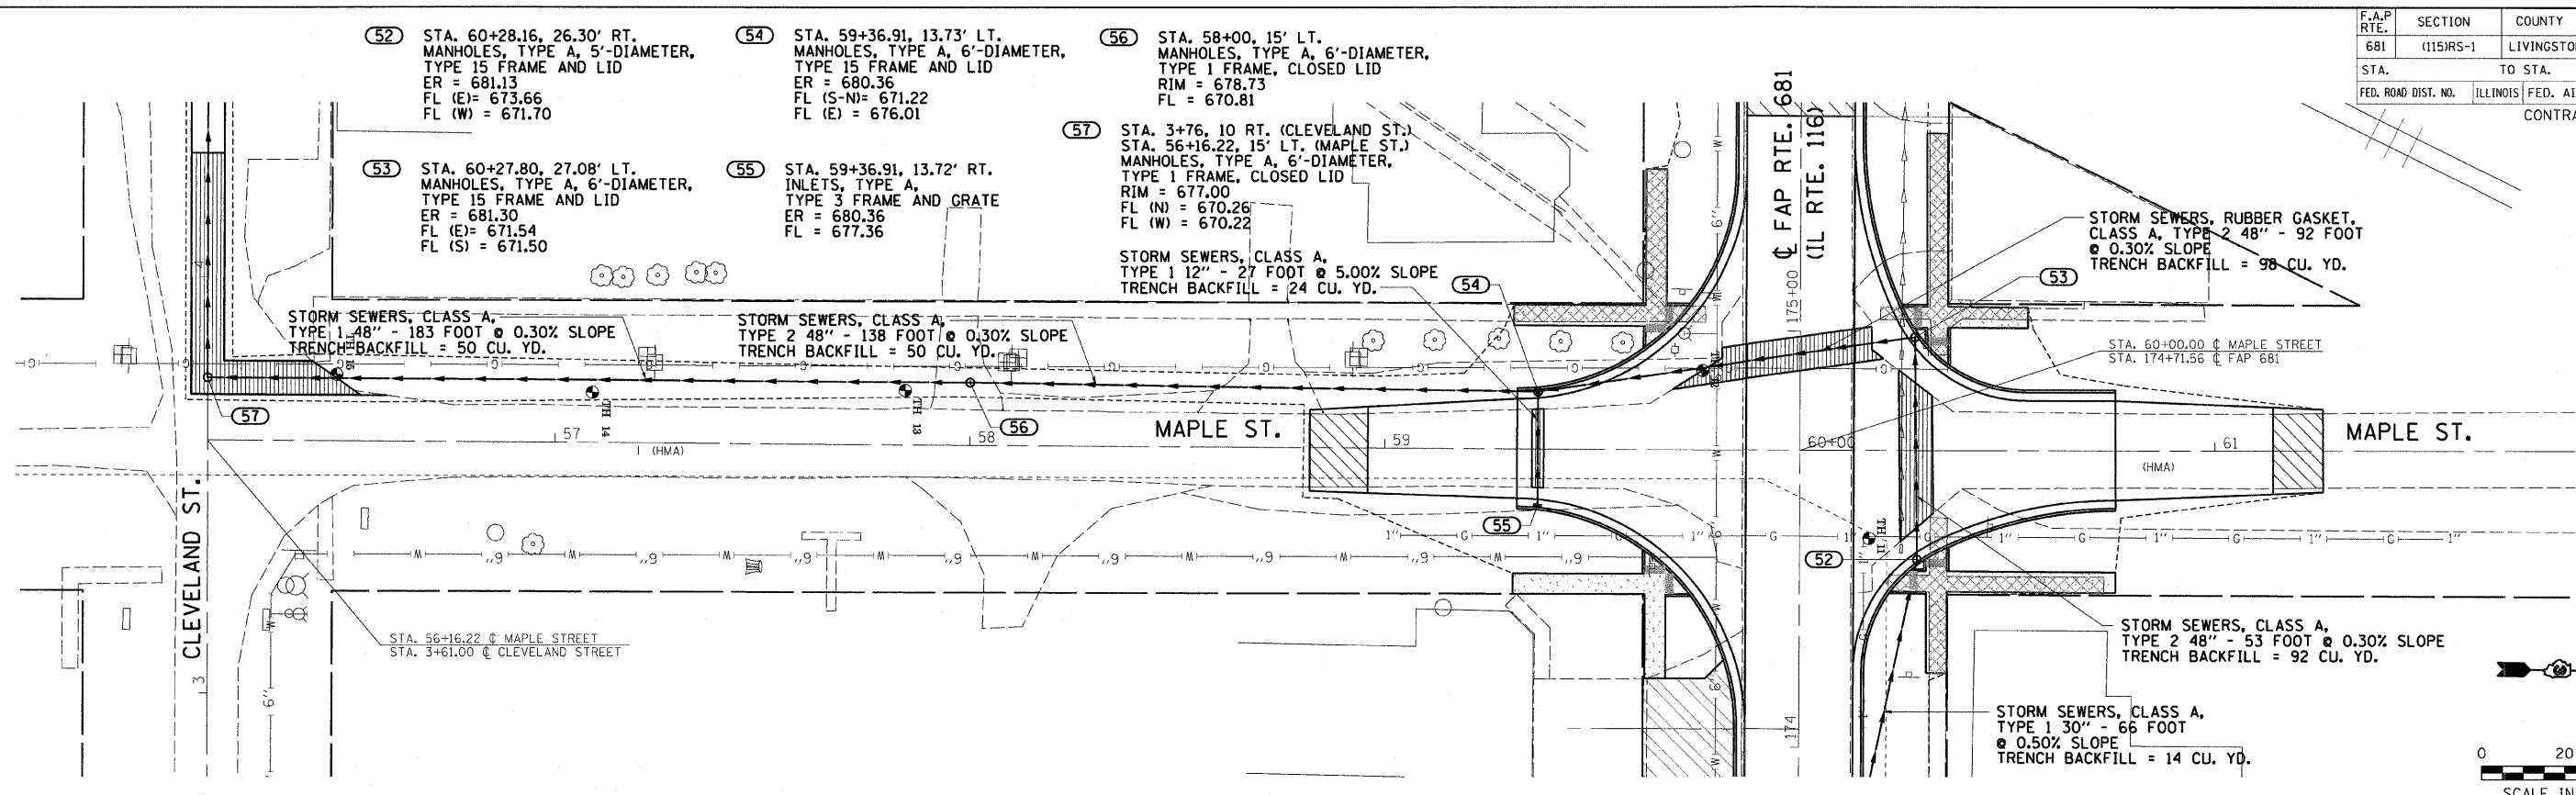 F.A.P RTE. SECTION COUNTY
681 (115)RS-1
STA. TO STA.
FED. ROAD DIST. NO. ILLINOIS
52
STA. 60+28.16, 26.30' RT.
MANHOLES, TYPE A, 5'-DIAMETER,
TYPE 15 FRAME AND LID
ER = 681.13
FL (E)= 673.66
FL (W) = 671.70
54
STA. 59+36.91, 13.73' LT.
MANHOLES, TYPE A, 6'-DIAMETER,
TYPE 15 FRAME AND LID
ER = 680.36
FL (S-N)= 671.22
FL (E) = 676.01
56
STA. 58+00, 15' LT.
MANHOLES, TYPE A, 6'-DIAMETER,
TYPE 1 FRAME, CLOSED LID
RIM = 678.73
FL = 670.81
53
STA. 60+27.80, 27.08' LT.
MANHOLES, TYPE A, 6'-DIAMETER,
TYPE 15 FRAME AND LID
ER = 681.30
FL (E)= 671.54
FL (S) = 671.50
55
STA. 59+36.91, 13.72' RT.
INLETS, TYPE A,
TYPE 3 FRAME AND GRATE
ER = 680.36
FL = 677.36
57
STA. 3+76, 10 RT. (CLEVELAND ST.)
STA. 56+16.22, 15' LT. (MAPLE ST.)
MANHOLES, TYPE A, 6'-DIAMETER,
TYPE 1 FRAME, CLOSED LID
RIM = 677.00
FL (N) = 670.26
FL (W) = 670.22
STORM SEWERS, CLASS A,
TYPE 1 12" - 27 FOOT @ 5.00% SLOPE
TRENCH BACKFILL = 24 CU. YD.
54
℄ FAP RTE. 681
(IL RTE. 116)
175+00
STORM SEWERS, RUBBER GASKET,
CLASS A, TYPE 2 48" - 92 FOOT
@ 0.30% SLOPE
TRENCH BACKFILL = 98 CU. YD.
53
STORM SEWERS, CLASS A,
TYPE 1 48" - 183 FOOT @ 0.30% SLOPE
TRENCH BACKFILL = 50 CU. YD.
STORM SEWERS, CLASS A,
TYPE 2 48" - 138 FOOT @ 0.30% SLOPE
TRENCH BACKFILL = 50 CU. YD.
STA. 60+00.00 ℄ MAPLE STREET
STA. 174+71.56 ℄ FAP 681
57
TH 14
TH 13
56
57
58
59
60+00
61
(HMA)
(HMA)
MAPLE ST.
MAPLE ST.
CLEVELAND ST.
55
52
TH 11
STA. 56+16.22 ℄ MAPLE STREET
STA. 3+61.00 ℄ CLEVELAND STREET
4
3
174
STORM SEWERS, CLASS A,
TYPE 2 48" - 53 FOOT @ 0.30% SLOPE
TRENCH BACKFILL = 92 CU. YD.
STORM SEWERS, CLASS A,
TYPE 1 30" - 66 FOOT
@ 0.50% SLOPE
TRENCH BACKFILL = 14 CU. YD.
0 20